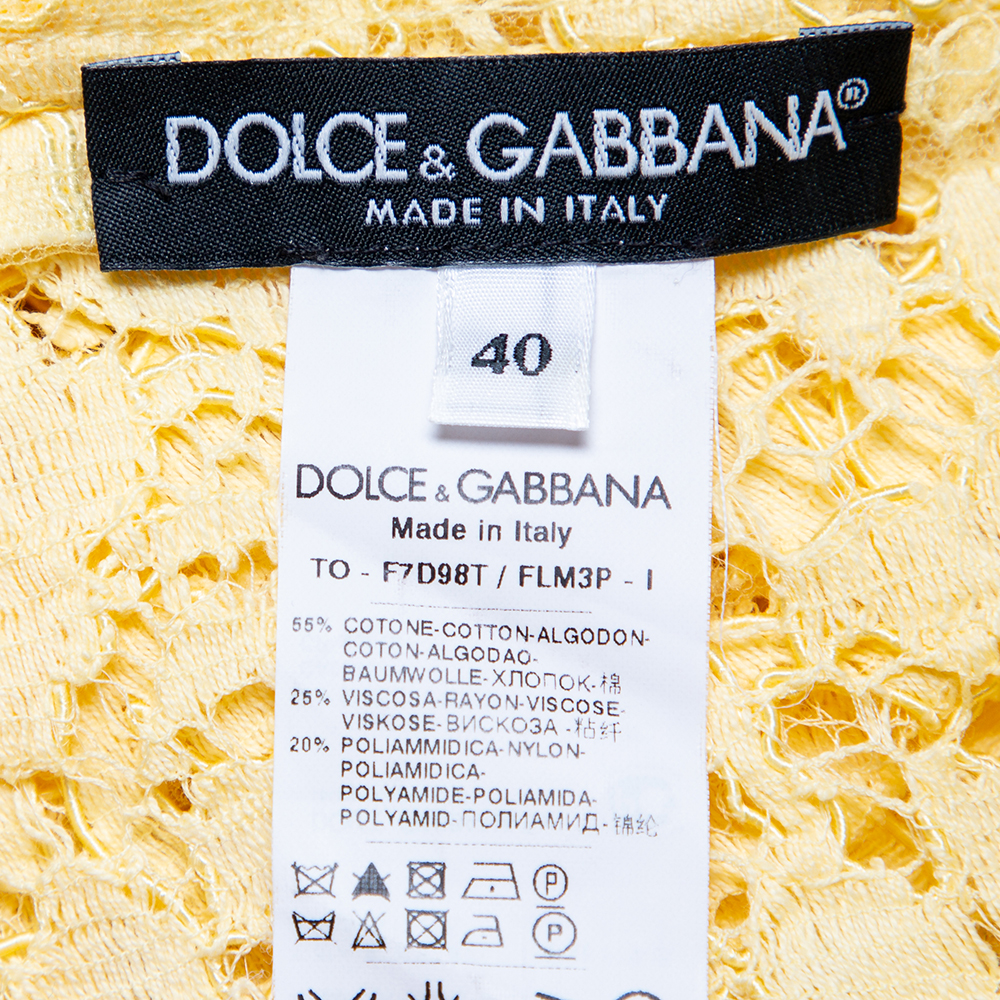 DOLCE & GABBANA®
MADE IN ITALY
40
DOLCE & GABBANA
Made in Italy
TO - F7D98T / FLM3P - I
55% COTONE-COTTON-ALGODON-
COTON-ALGODAO-
BAUMWOLLE-ХЛОПОК-棉
25% VISCOSA-RAYON-VISCOSE-
VISKOSE-ВИСКОЗА -粘纤
20% POLIAMMIDICA-NYLON-
POLIAMIDICA-
POLYAMIDE-POLIAMIDA-
POLYAMID-ПОЛИАМИД-锦纶
P
P